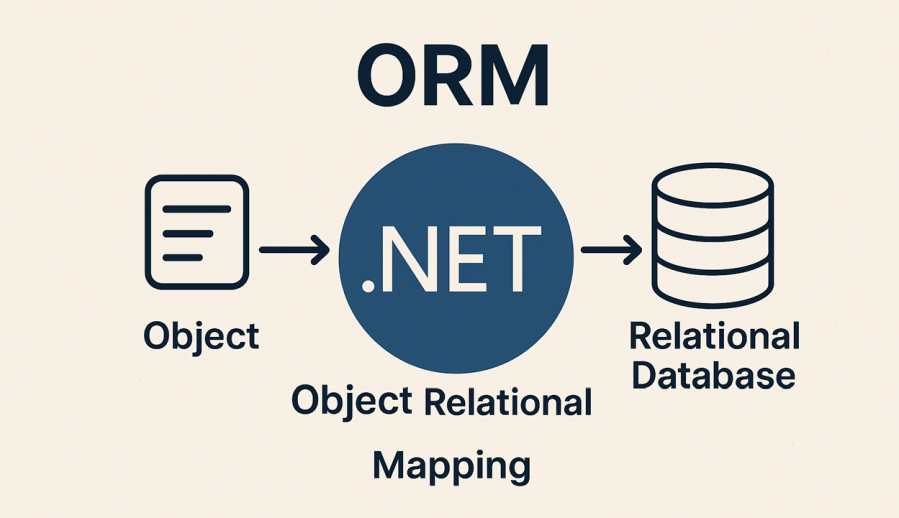 ORM
.NET
Object
Relational
Database
Object Relational
Mapping